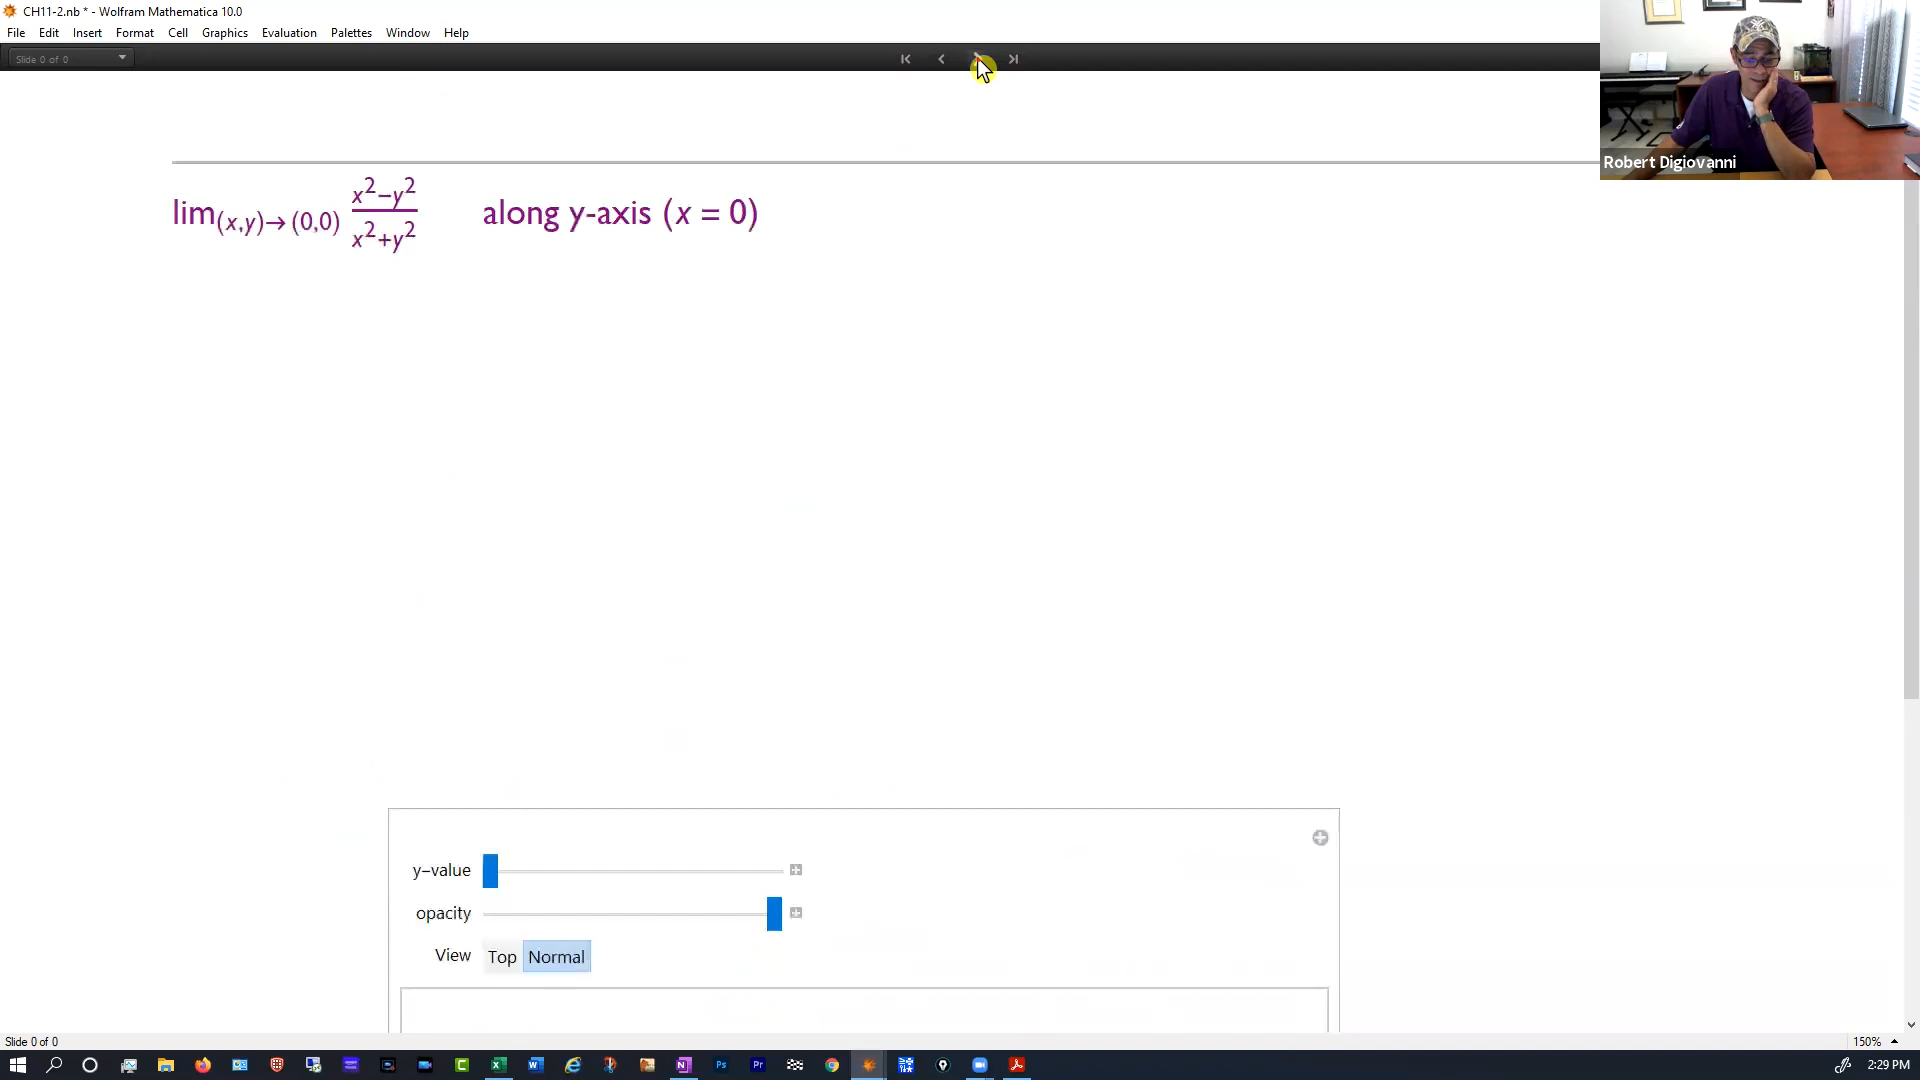 CH11-2.nb * - Wolfram Mathematica 10.0
File Edit Insert Format Cell Graphics Evaluation Palettes Window Help
Slide 0 of 0
Robert Digiovanni
lim(x,y)→(0,0) x²−y² / x²+y² along y-axis (x = 0)
y−value
opacity
View Top Normal
Slide 0 of 0
150%
2:29 PM